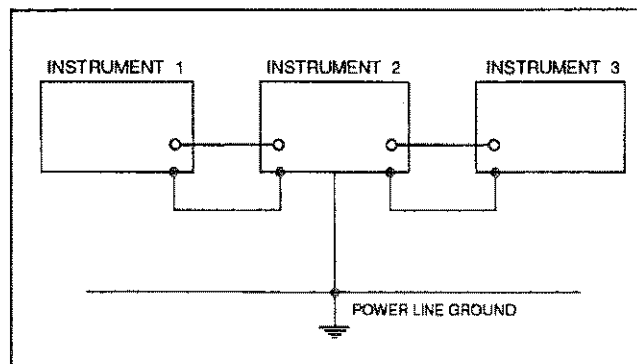 INSTRUMENT 1 INSTRUMENT 2 INSTRUMENT 3
POWER LINE GROUND